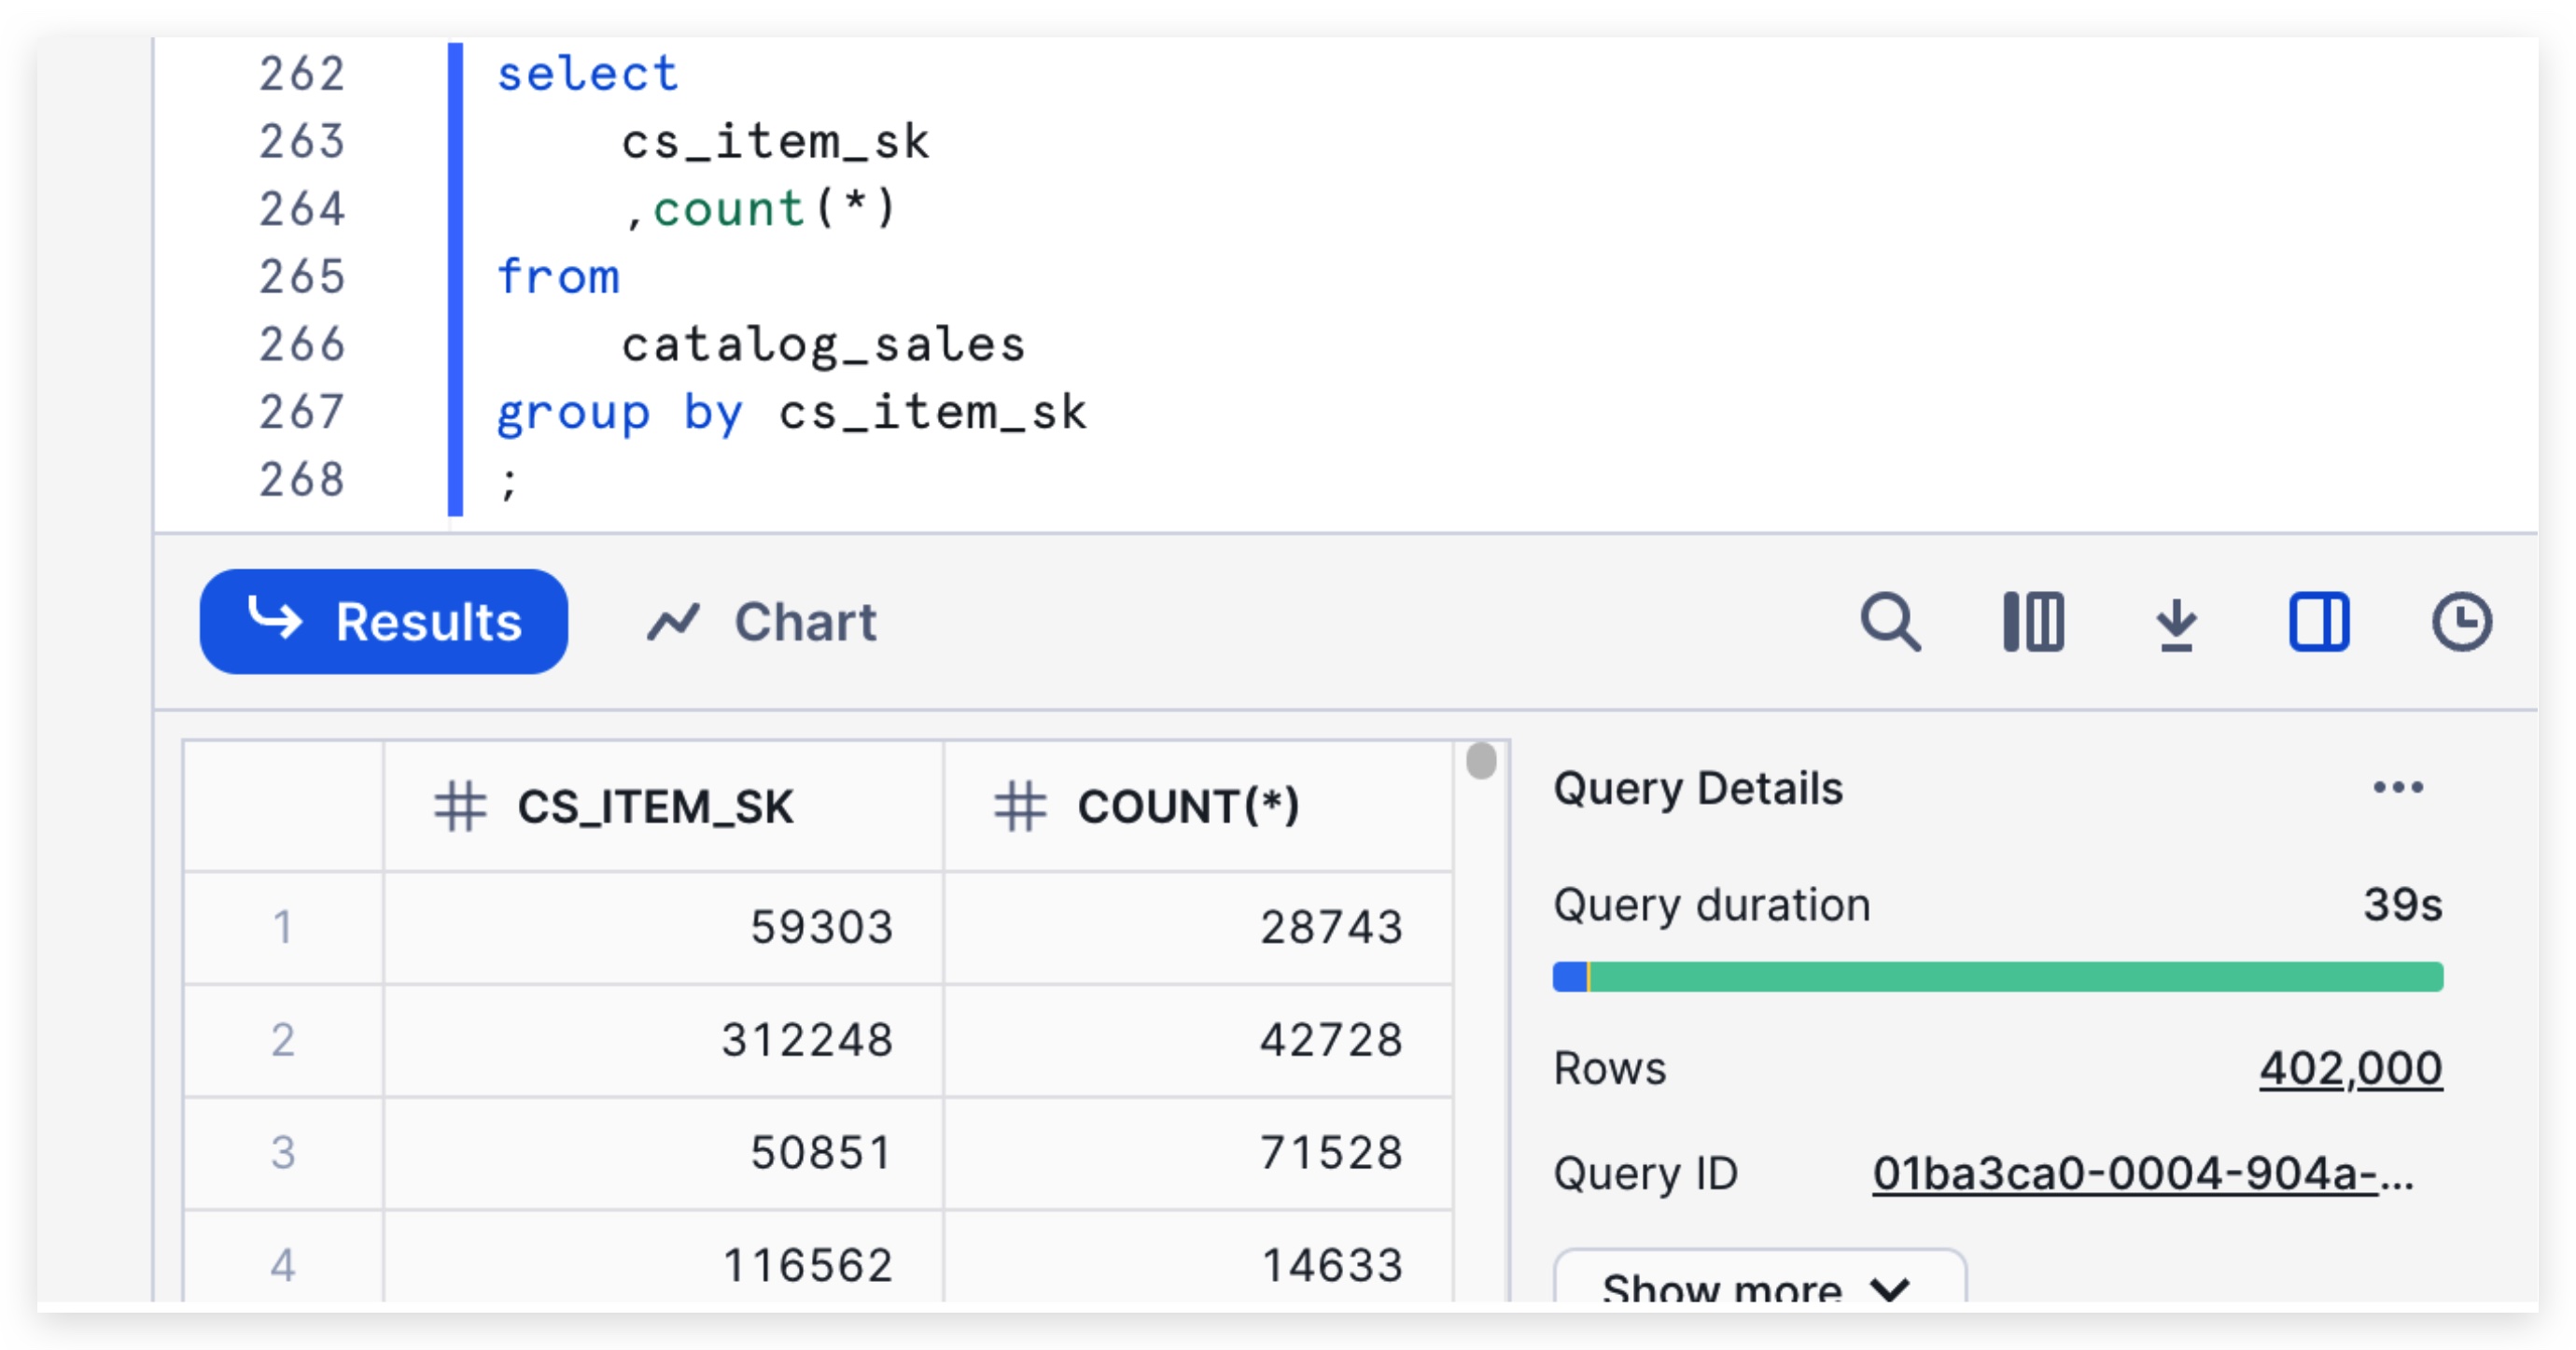 262 select
263 cs_item_sk
264 ,count(*)
265 from
266 catalog_sales
267 group by cs_item_sk
268 ;
Results Chart
CS_ITEM_SK COUNT(*)
1 59303 28743
2 312248 42728
3 50851 71528
4 116562 14633
Query Details
Query duration 39s
Rows 402,000
Query ID 01ba3ca0-0004-904a-...
Show more